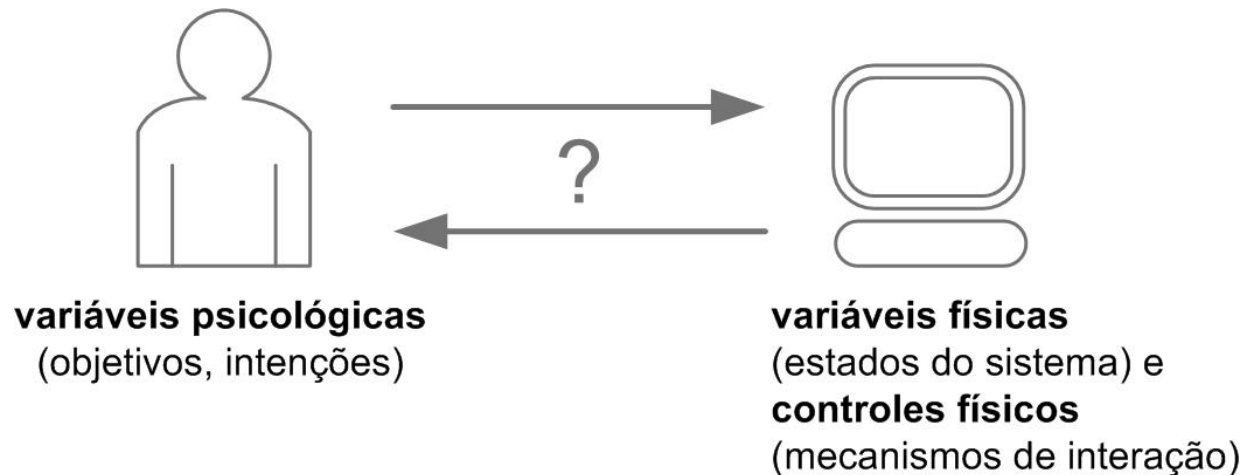 ?
variáveis psicológicas
(objetivos, intenções)
variáveis físicas
(estados do sistema) e
controles físicos
(mecanismos de interação)